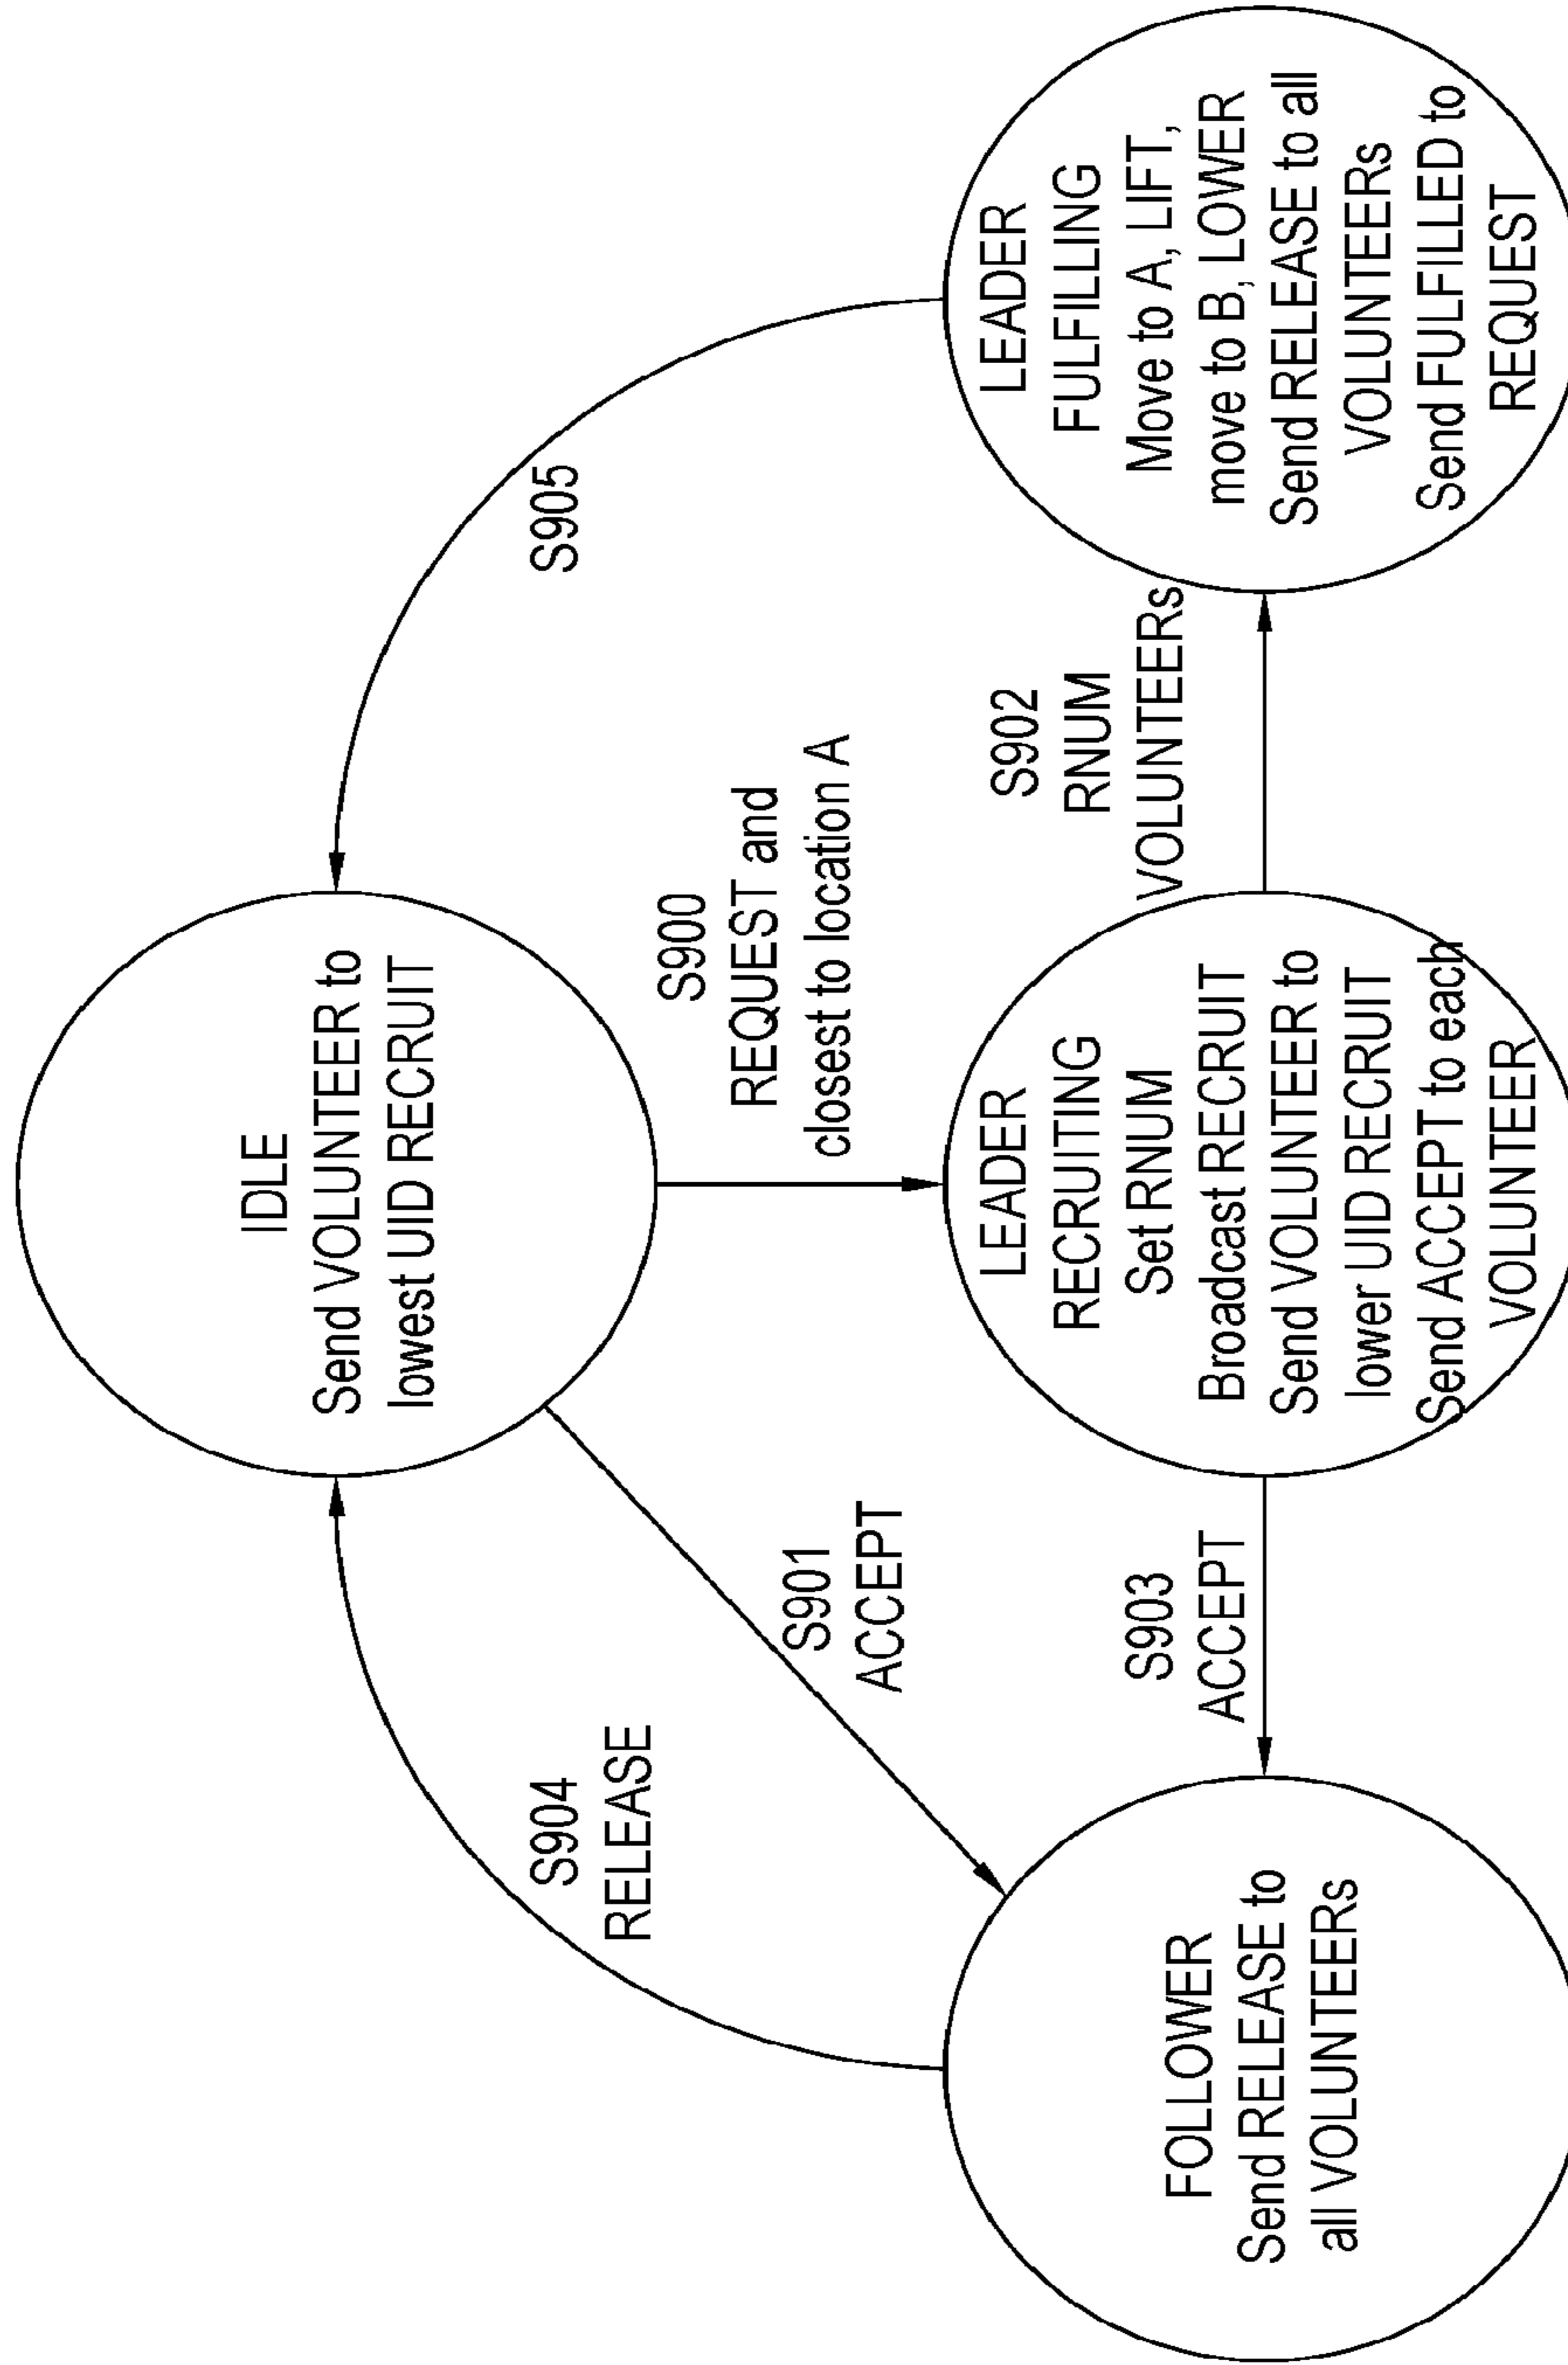 IDLE
Send VOLUNTEER to
lowest UID RECRUIT
S904
RELEASE
S905
S901
ACCEPT
S900
REQUEST and
closest to location A
S903
ACCEPT
S902
RNUM
VOLUNTEERs
FOLLOWER
Send RELEASE to
all VOLUNTEERs
LEADER
RECRUITING
Set RNUM
Broadcast RECRUIT
Send VOLUNTEER to
lower UID RECRUIT
Send ACCEPT to each
VOLUNTEER
LEADER
FULFILLING
Move to A, LIFT,
move to B, LOWER
Send RELEASE to all
VOLUNTEERs
Send FULFILLED to
REQUEST